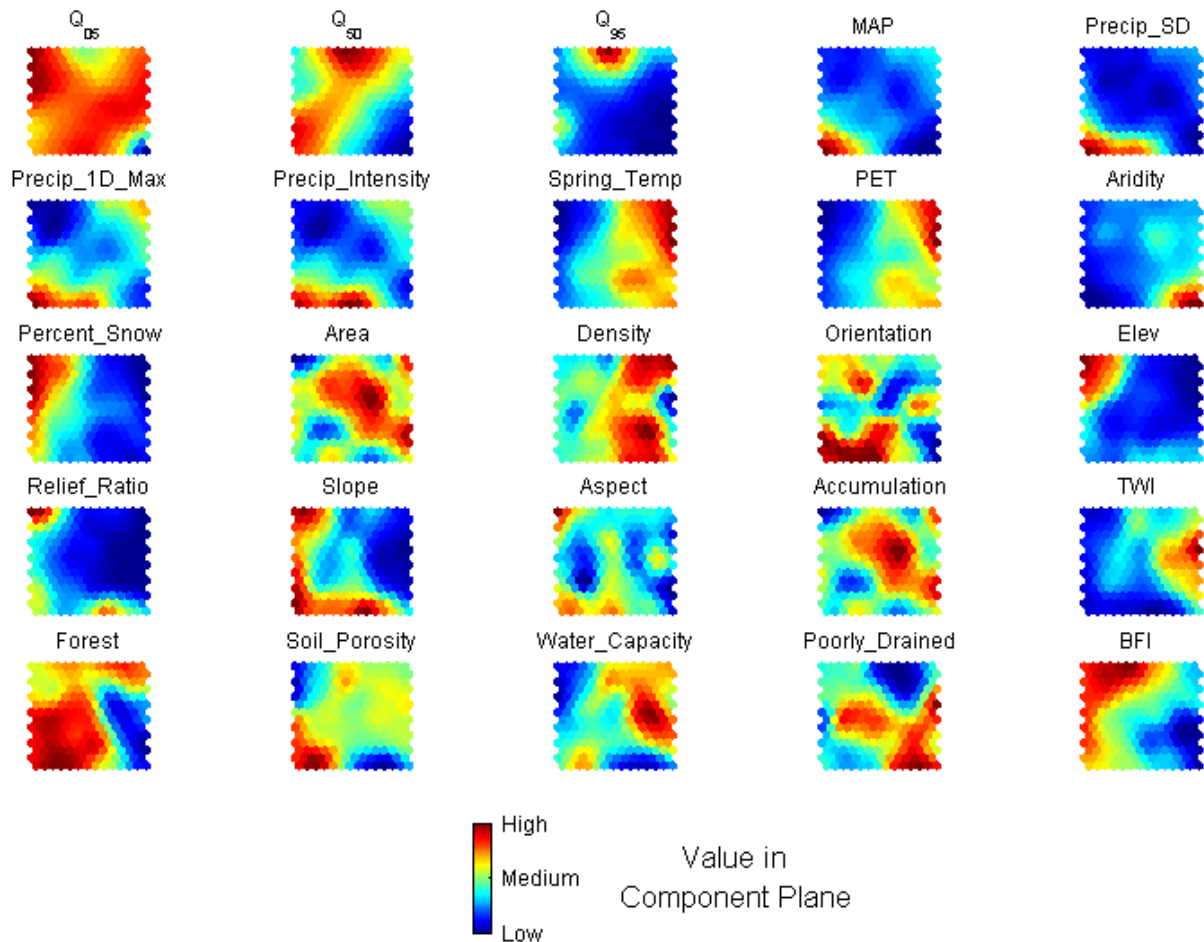 Q05 Q50 Q95 MAP Precip_SD
Precip_1D_Max Precip_Intensity Spring_Temp PET Aridity
Percent_Snow Area Density Orientation Elev
Relief_Ratio Slope Aspect Accumulation TWI
Forest Soil_Porosity Water_Capacity Poorly_Drained BFI
High
Medium
Low
Value in
Component Plane